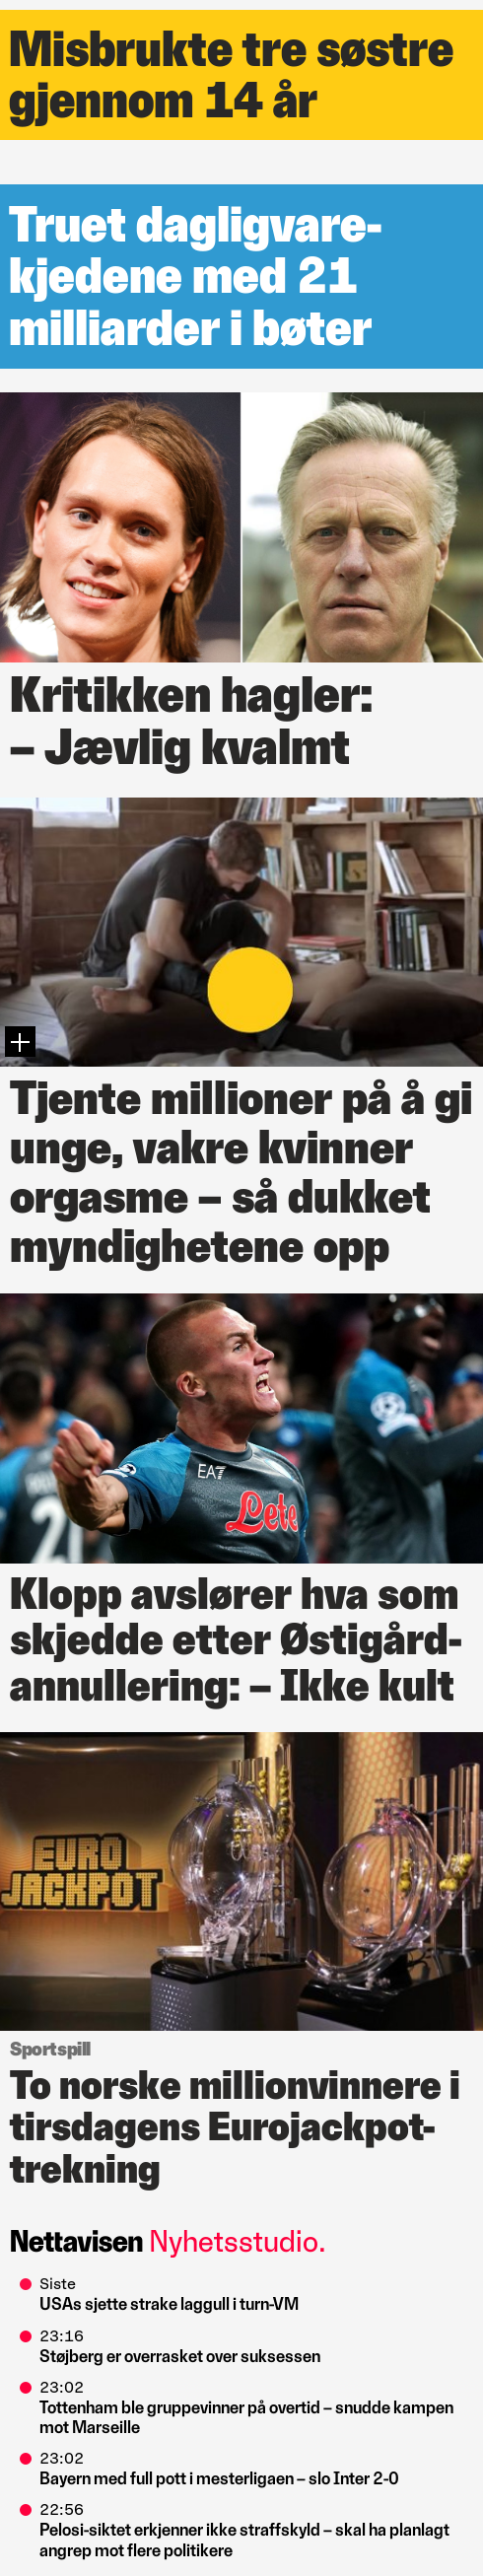 Misbrukte tre søstre
gjennom 14 år
Truet dagligvare-
kjedene med 21
milliarder i bøter
Kritikken hagler:
– Jævlig kvalmt
Tjente millioner på å gi
unge, vakre kvinner
orgasme – så dukket
myndighetene opp
21
EA7
Lete
Klopp avslører hva som
skjedde etter Østigård-
annullering: – Ikke kult
EURO
JACKPOT
Sportspill
To norske millionvinnere i
tirsdagens Eurojackpot-
trekning
Nettavisen Nyhetsstudio.
Siste
USAs sjette strake laggull i turn-VM
23:16
Støjberg er overrasket over suksessen
23:02
Tottenham ble gruppevinner på overtid – snudde kampen
mot Marseille
23:02
Bayern med full pott i mesterligaen – slo Inter 2-0
22:56
Pelosi-siktet erkjenner ikke straffskyld – skal ha planlagt
angrep mot flere politikere